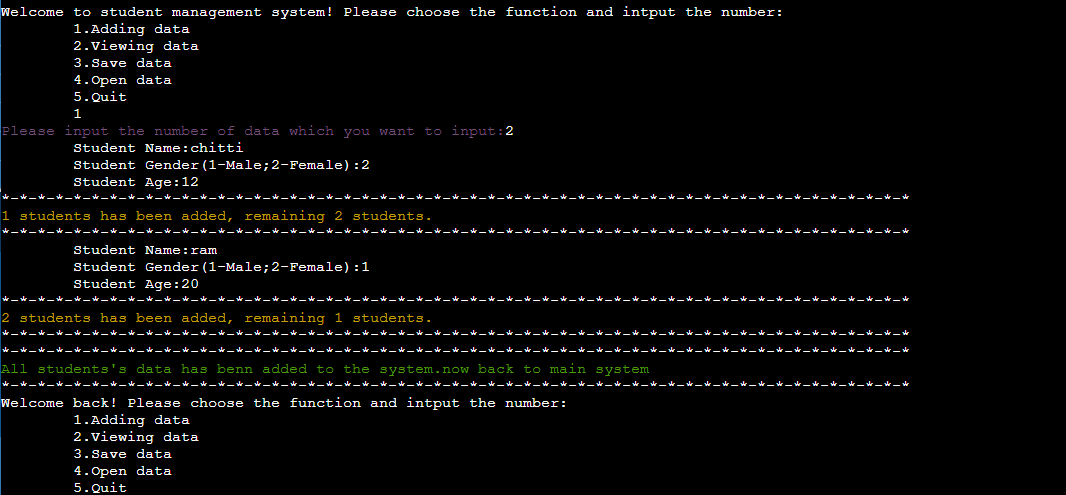 Welcome to student management system! Please choose the function and intput the number:
1.Adding data
2.Viewing data
3.Save data
4.Open data
5.Quit
1
Please input the number of data which you want to input:2
Student Name:chitti
Student Gender(1-Male;2-Female):2
Student Age:12
*-*-*-*-*-*-*-*-*-*-*-*-*-*-*-*-*-*-*-*-*-*-*-*-*-*-*-*-*-*-*-*-*-*-*-*-*-*-*-*-*-*-*-*-*-*-*-*-*-*-*
1 students has been added, remaining 2 students.
*-*-*-*-*-*-*-*-*-*-*-*-*-*-*-*-*-*-*-*-*-*-*-*-*-*-*-*-*-*-*-*-*-*-*-*-*-*-*-*-*-*-*-*-*-*-*-*-*-*-*
Student Name:ram
Student Gender(1-Male;2-Female):1
Student Age:20
*-*-*-*-*-*-*-*-*-*-*-*-*-*-*-*-*-*-*-*-*-*-*-*-*-*-*-*-*-*-*-*-*-*-*-*-*-*-*-*-*-*-*-*-*-*-*-*-*-*-*
2 students has been added, remaining 1 students.
*-*-*-*-*-*-*-*-*-*-*-*-*-*-*-*-*-*-*-*-*-*-*-*-*-*-*-*-*-*-*-*-*-*-*-*-*-*-*-*-*-*-*-*-*-*-*-*-*-*-*
*-*-*-*-*-*-*-*-*-*-*-*-*-*-*-*-*-*-*-*-*-*-*-*-*-*-*-*-*-*-*-*-*-*-*-*-*-*-*-*-*-*-*-*-*-*-*-*-*-*-*
All students's data has benn added to the system.now back to main system
*-*-*-*-*-*-*-*-*-*-*-*-*-*-*-*-*-*-*-*-*-*-*-*-*-*-*-*-*-*-*-*-*-*-*-*-*-*-*-*-*-*-*-*-*-*-*-*-*-*-*
Welcome back! Please choose the function and intput the number:
1.Adding data
2.Viewing data
3.Save data
4.Open data
5.Quit